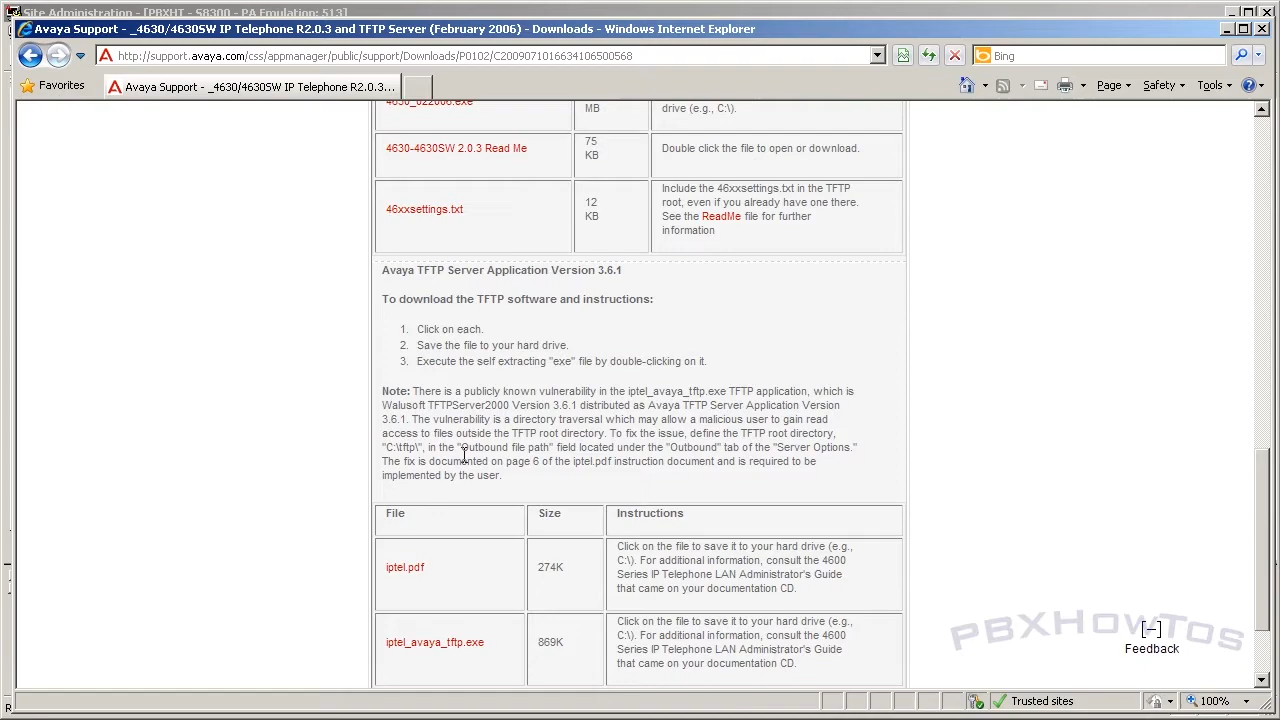 Site Administration - [PBXHT - S8300 - PA Emulation: 513]
Avaya Support - _4630/4630SW IP Telephone R2.0.3 and TFTP Server (February 2006) - Downloads - Windows Internet Explorer
http://support.avaya.com/css/appmanager/public/support/Downloads/P0102/C2009071016634106500568
Bing
Favorites
Avaya Support - _4630/4630SW IP Telephone R2.0.3...
Page
Safety
Tools
4630_022006.exe
MB
drive (e.g., C:\).
4630-4630SW 2.0.3 Read Me
75
KB
Double click the file to open or download.
46xxsettings.txt
12
KB
Include the 46xxsettings.txt in the TFTP
root, even if you already have one there.
See the ReadMe file for further
information
Avaya TFTP Server Application Version 3.6.1
To download the TFTP software and instructions:
1. Click on each.
2. Save the file to your hard drive.
3. Execute the self extracting "exe" file by double-clicking on it.
Note: There is a publicly known vulnerability in the iptel_avaya_tftp.exe TFTP application, which is
Walusoft TFTPServer2000 Version 3.6.1 distributed as Avaya TFTP Server Application Version
3.6.1. The vulnerability is a directory traversal which may allow a malicious user to gain read
access to files outside the TFTP root directory. To fix the issue, define the TFTP root directory,
"C:\tftp\", in the "Outbound file path" field located under the "Outbound" tab of the "Server Options."
The fix is documented on page 6 of the iptel.pdf instruction document and is required to be
implemented by the user.
File
Size
Instructions
iptel.pdf
274K
Click on the file to save it to your hard drive (e.g.,
C:\). For additional information, consult the 4600
Series IP Telephone LAN Administrator's Guide
that came on your documentation CD.
iptel_avaya_tftp.exe
869K
Click on the file to save it to your hard drive (e.g.,
C:\). For additional information, consult the 4600
Series IP Telephone LAN Administrator's Guide
that came on your documentation CD.
PBXHowTos
[–]
Feedback
Trusted sites
100%